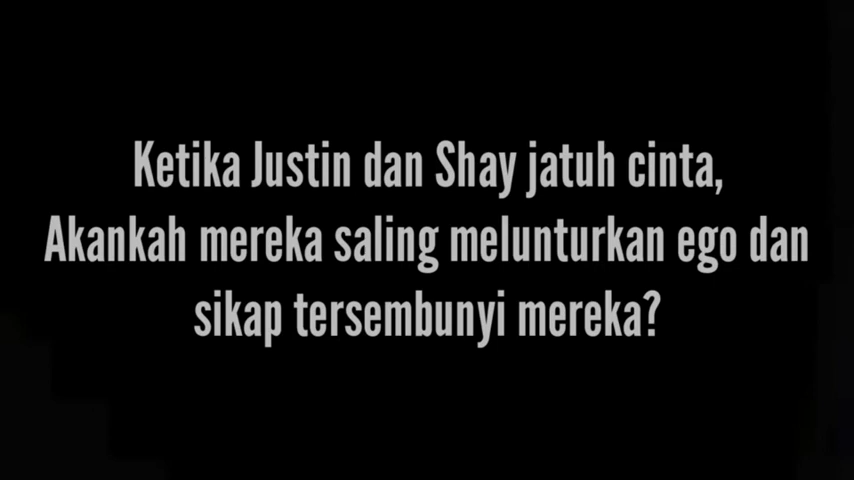 Ketika Justin dan Shay jatuh cinta,
Akankah mereka saling melunturkan ego dan
sikap tersembunyi mereka?